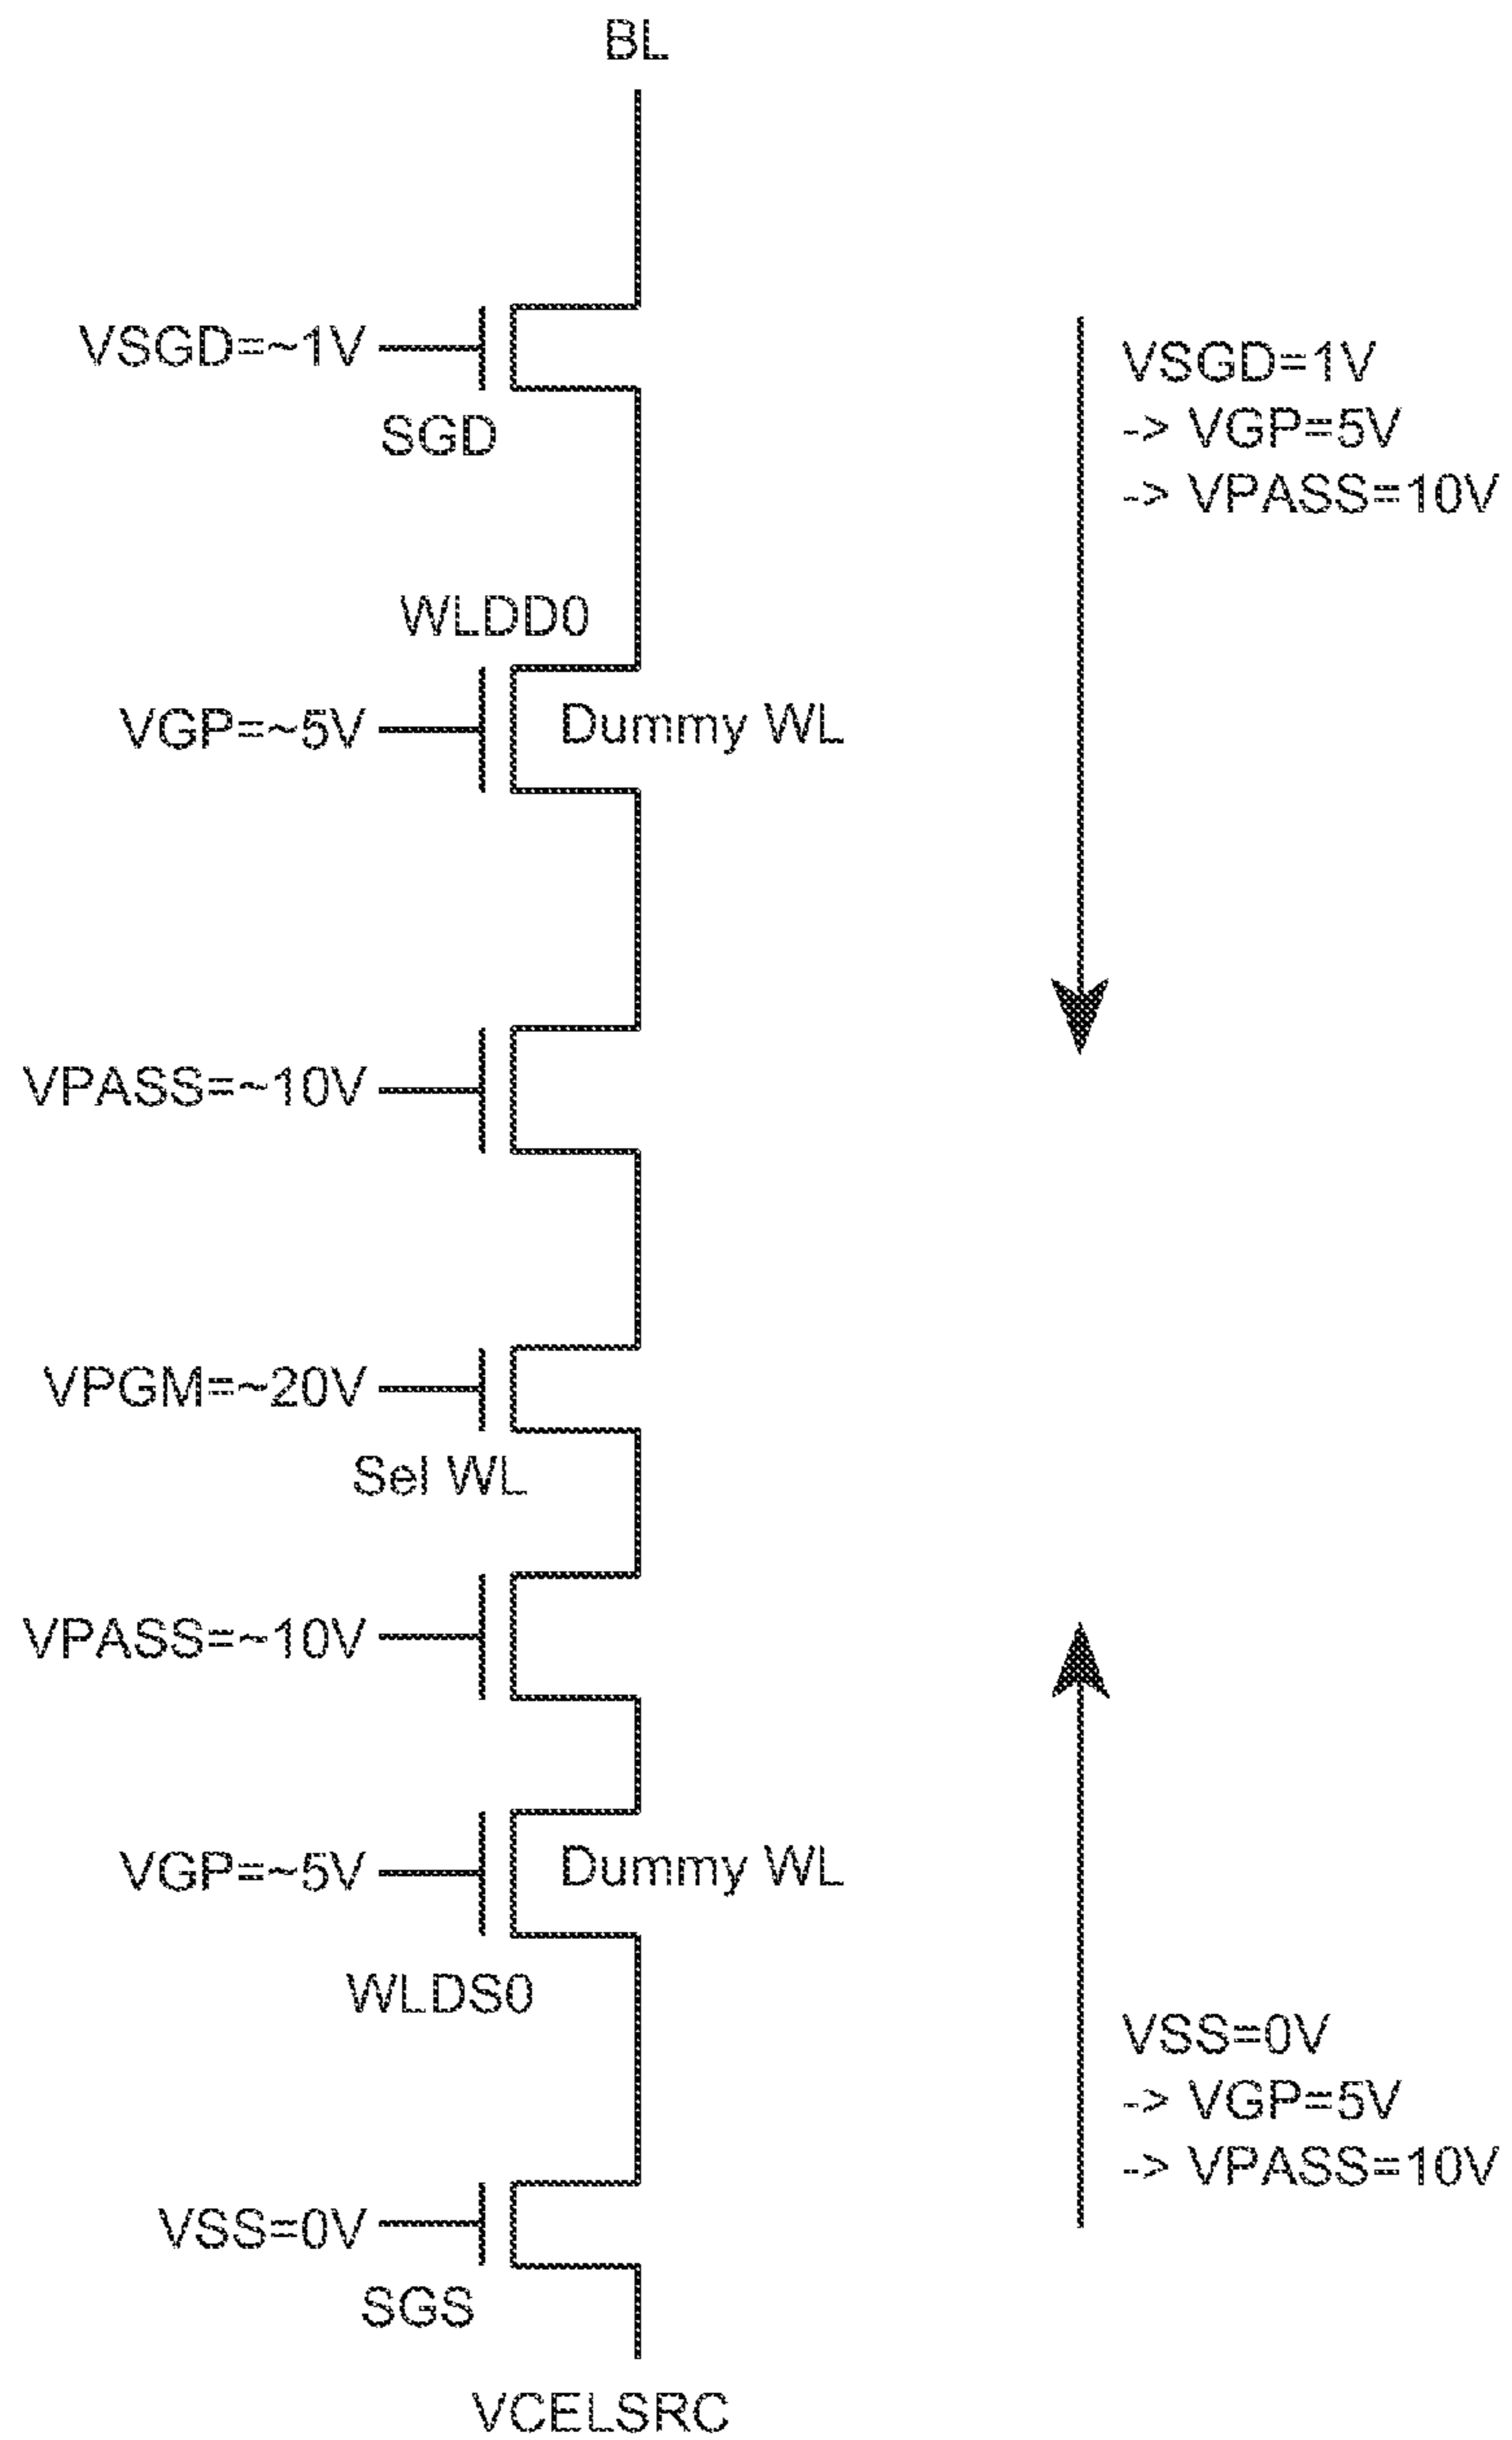 BL
VSGD=~1V
SGD
VSGD=1V
-> VGP=5V
-> VPASS=10V
WLDD0
VGP=~5V
Dummy WL
VPASS=~10V
VPGM=~20V
Sel WL
VPASS=~10V
VGP=~5V
Dummy WL
WLDS0
VSS=0V
-> VGP=5V
-> VPASS=10V
VSS=0V
SGS
VCELSRC